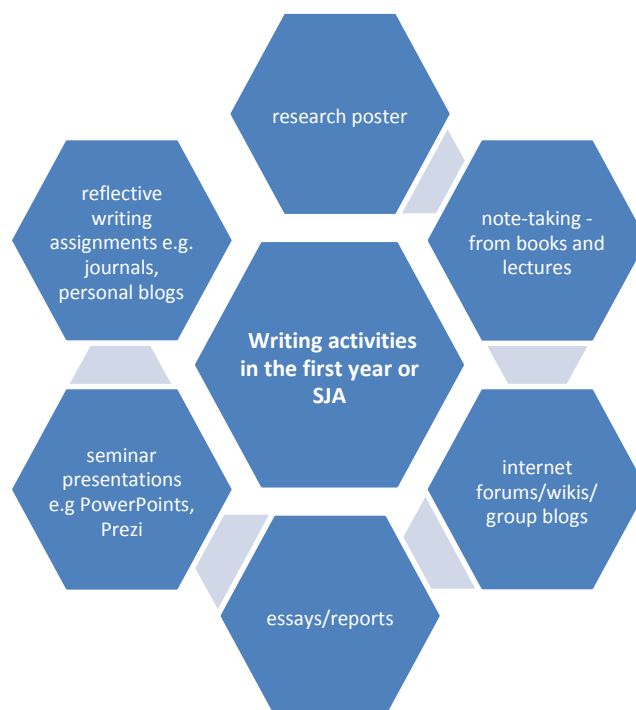 research poster
reflective
writing
assignments e.g.
journals,
personal blogs
note-taking -
from books and
lectures
Writing activities
in the first year or
SJA
seminar
presentations
e.g PowerPoints,
Prezi
internet
forums/wikis/
group blogs
essays/reports